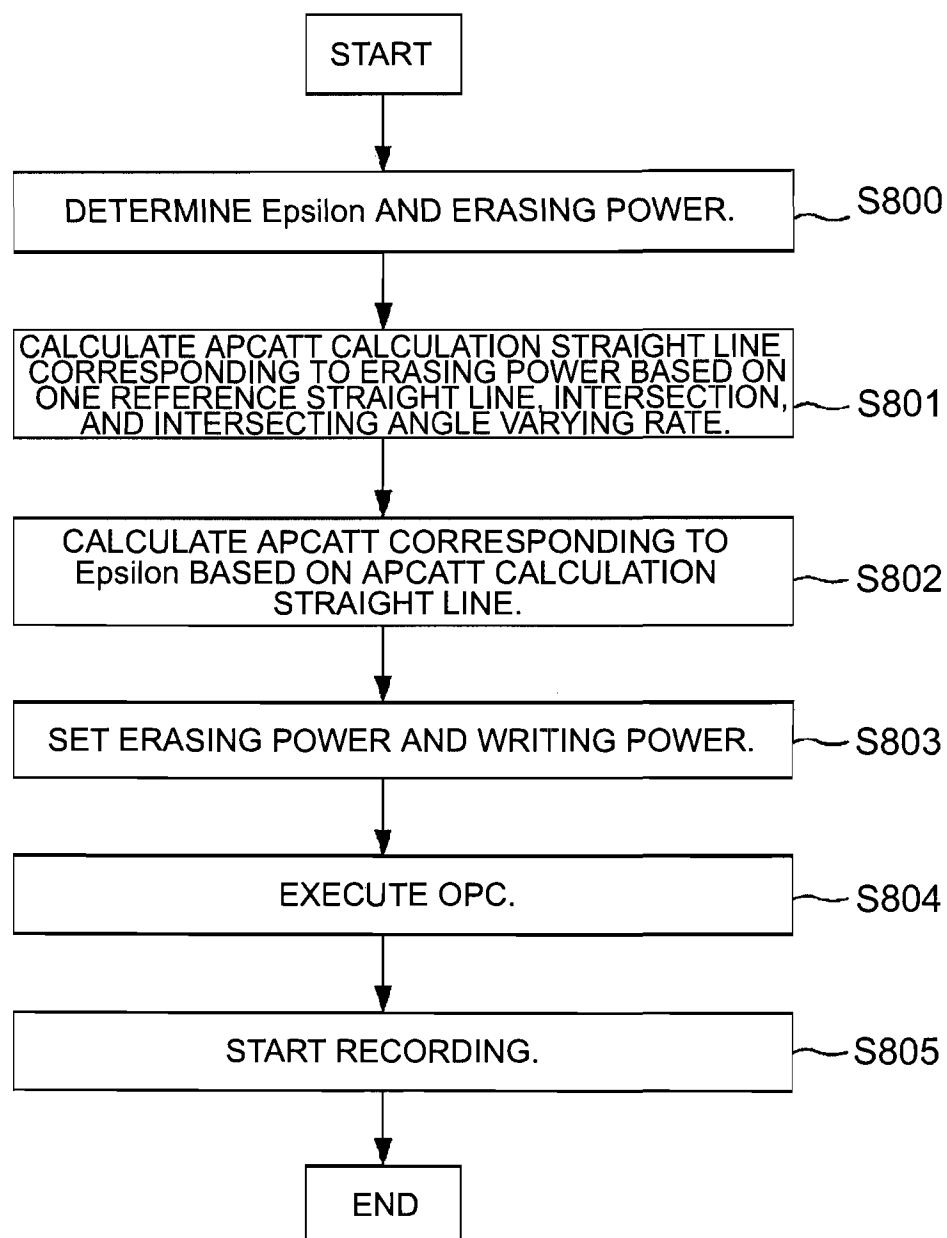 START
DETERMINE Epsilon AND ERASING POWER.
S800
CALCULATE APCATT CALCULATION STRAIGHT LINE
CORRESPONDING TO ERASING POWER BASED ON
ONE REFERENCE STRAIGHT LINE, INTERSECTION,
AND INTERSECTING ANGLE VARYING RATE.
S801
CALCULATE APCATT CORRESPONDING TO
Epsilon BASED ON APCATT CALCULATION
STRAIGHT LINE.
S802
SET ERASING POWER AND WRITING POWER.
S803
EXECUTE OPC.
S804
START RECORDING.
S805
END